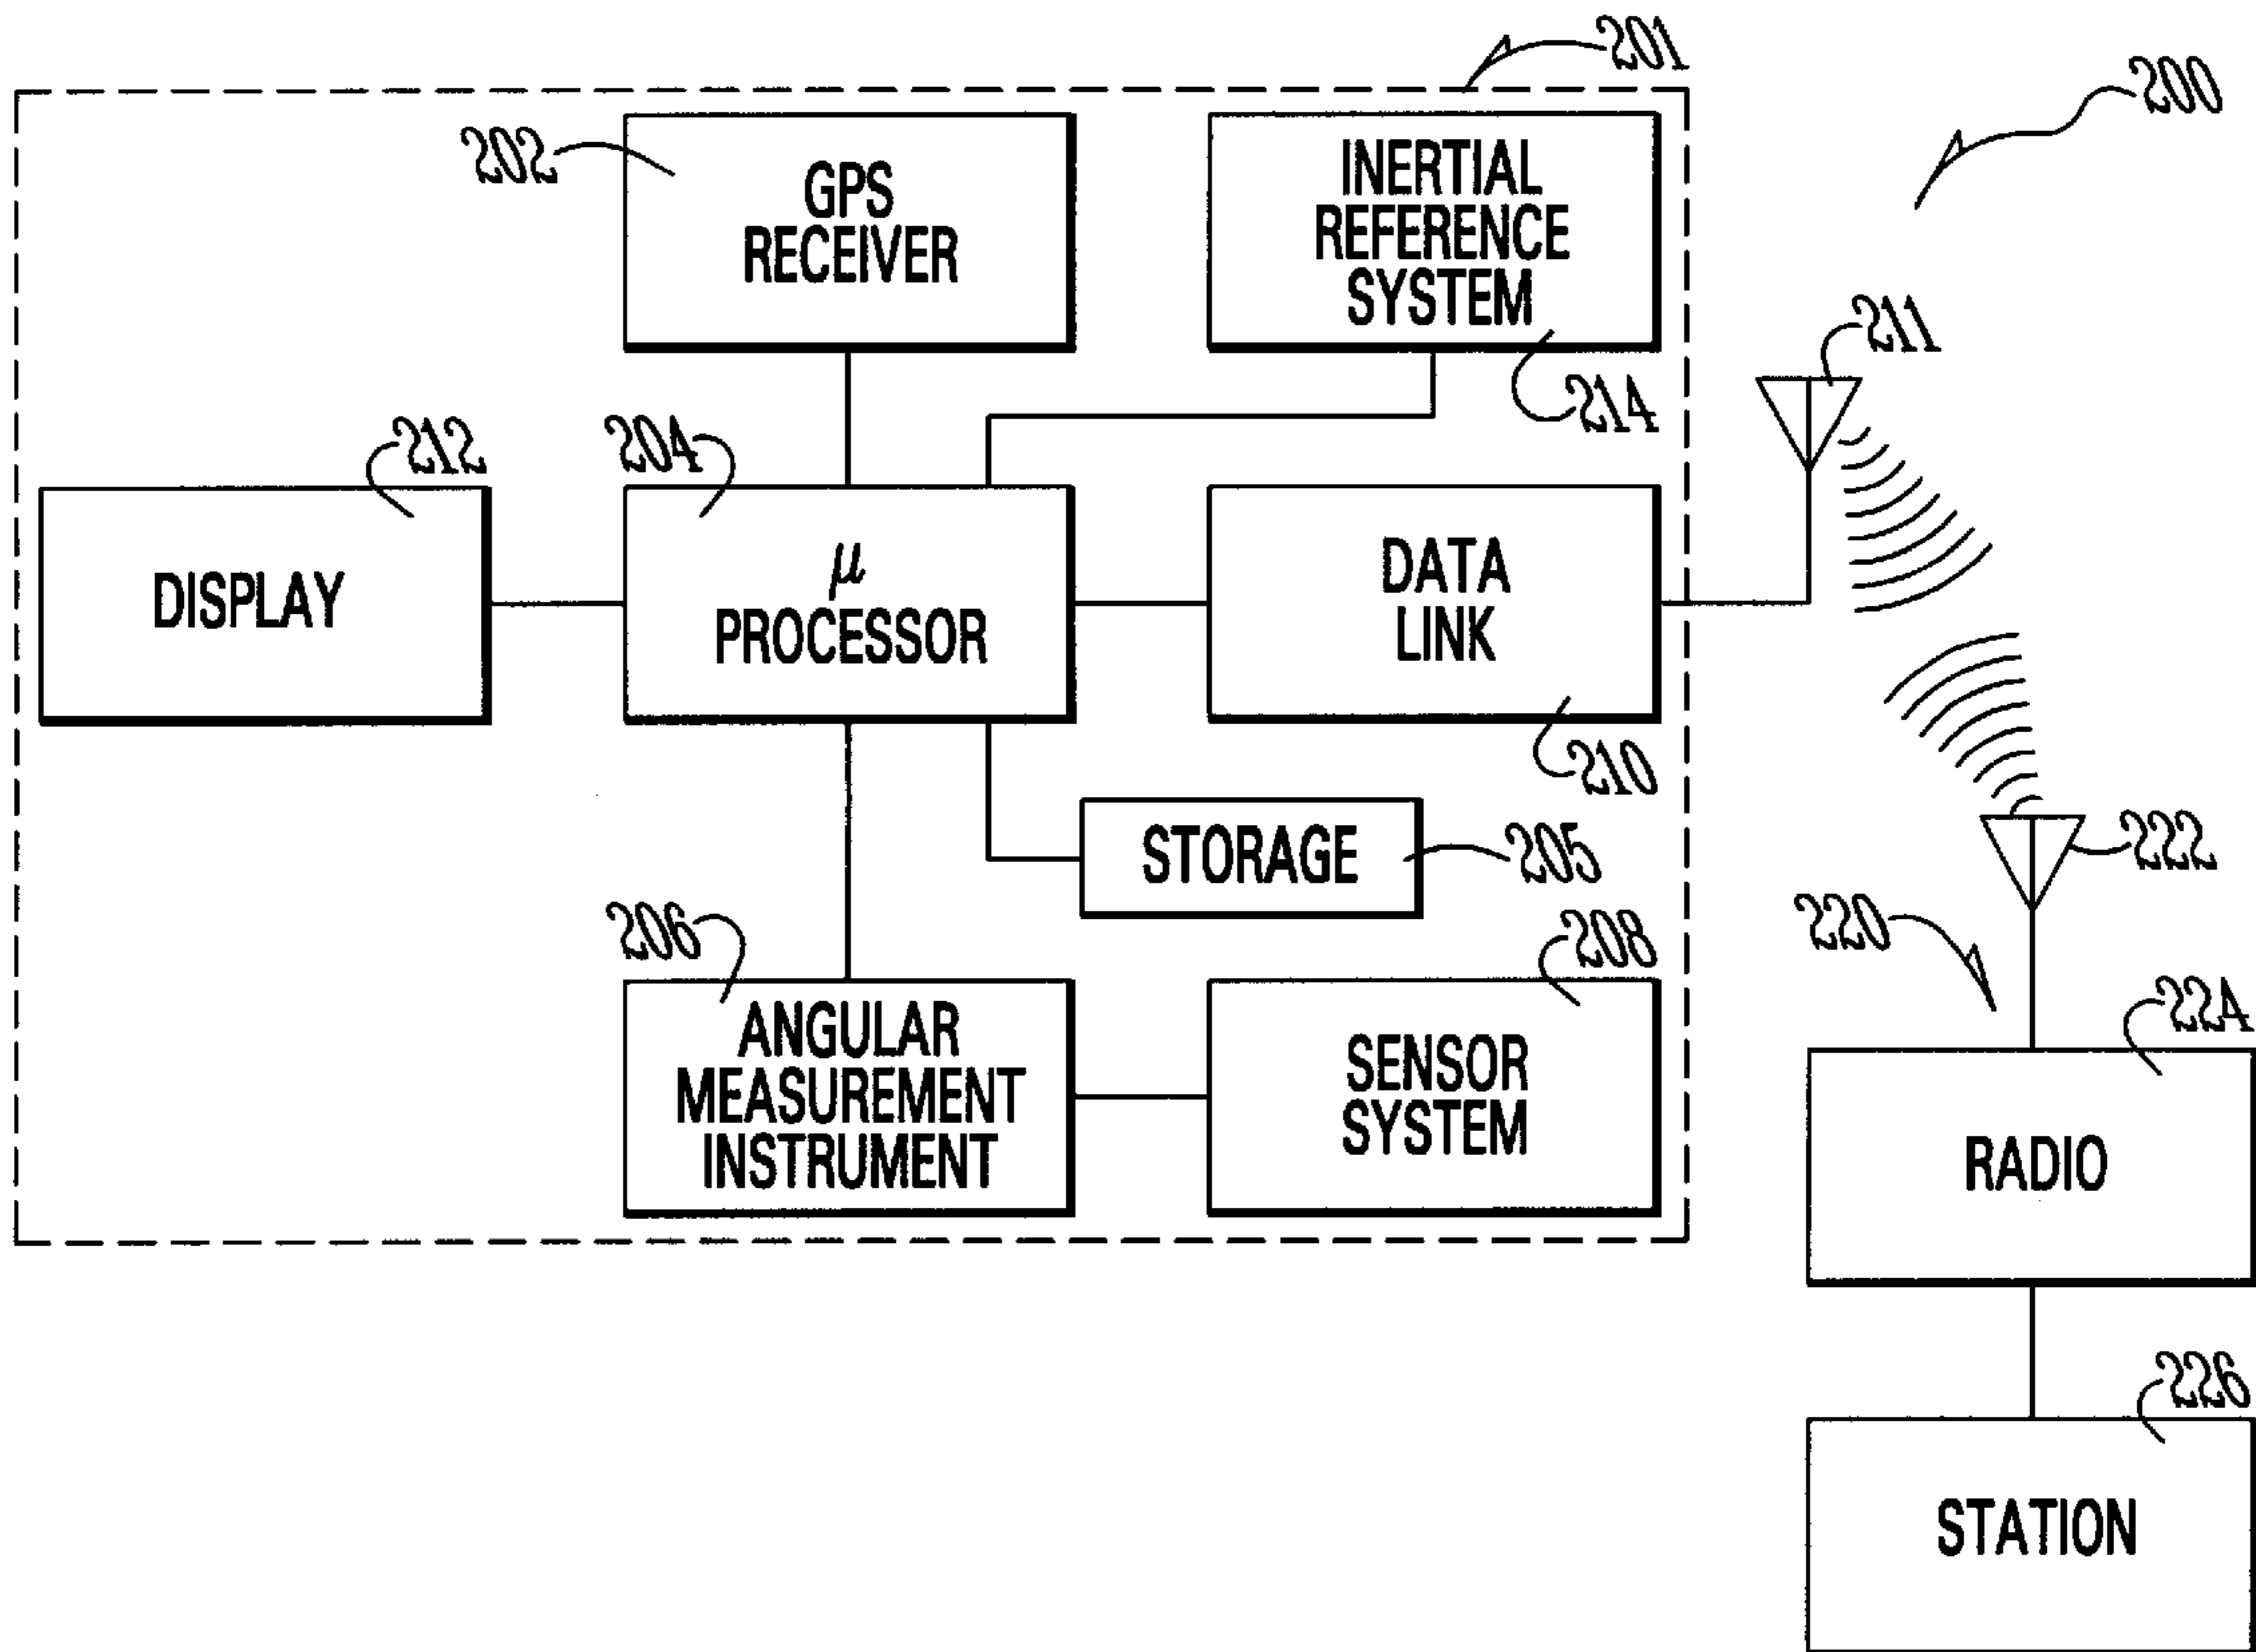 201
200
202
GPS
RECEIVER
INERTIAL
REFERENCE
SYSTEM
214
211
212
204
DISPLAY
μ
PROCESSOR
DATA
LINK
210
STORAGE
205
222
206
208
220
ANGULAR
MEASUREMENT
INSTRUMENT
SENSOR
SYSTEM
224
RADIO
226
STATION